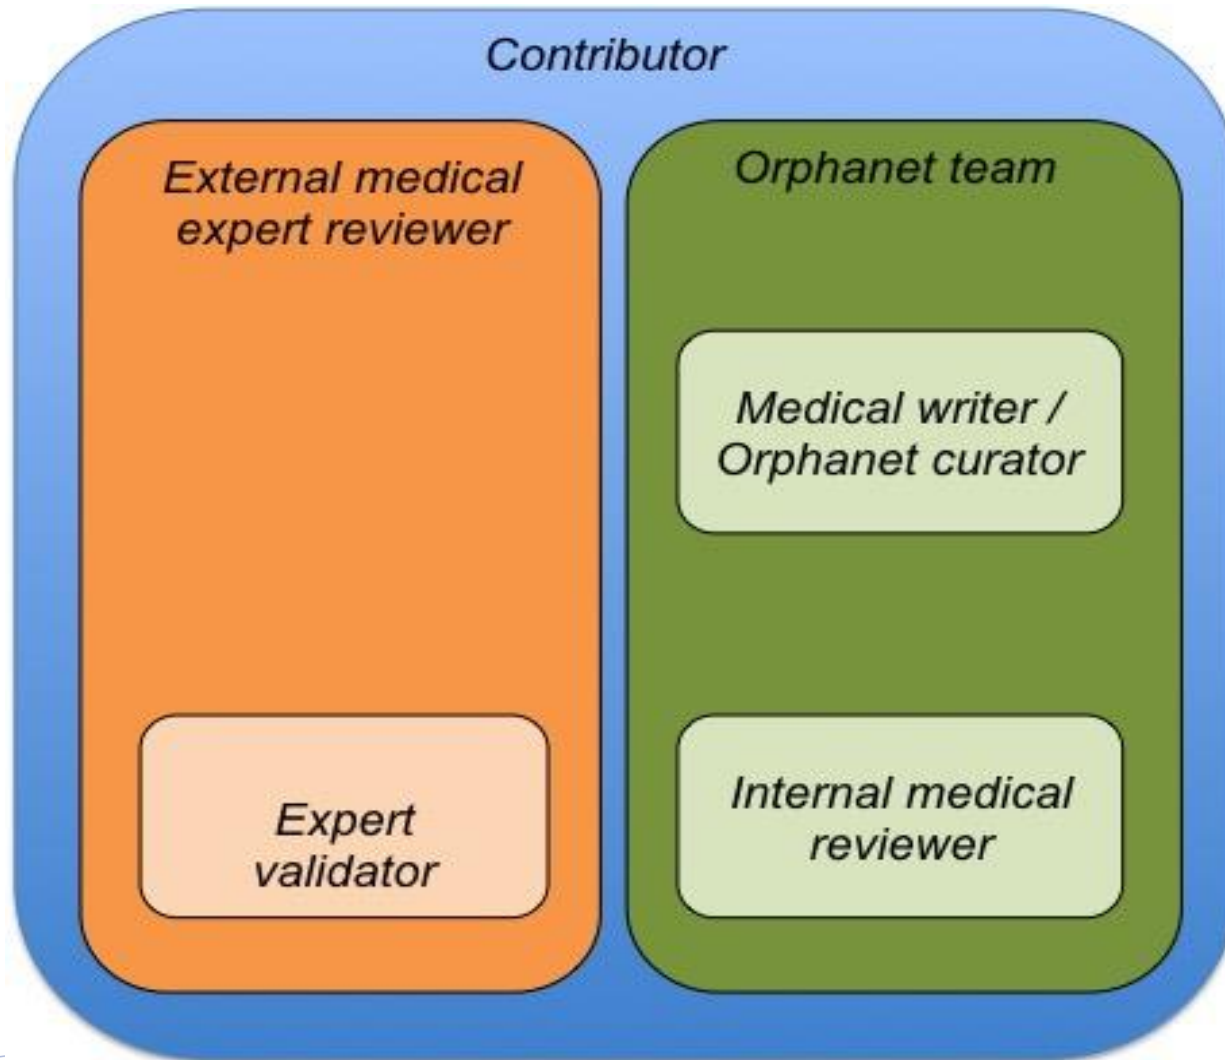 Contributor
External medical
expert reviewer
Expert
validator
Orphanet team
Medical writer /
Orphanet curator
Internal medical
reviewer